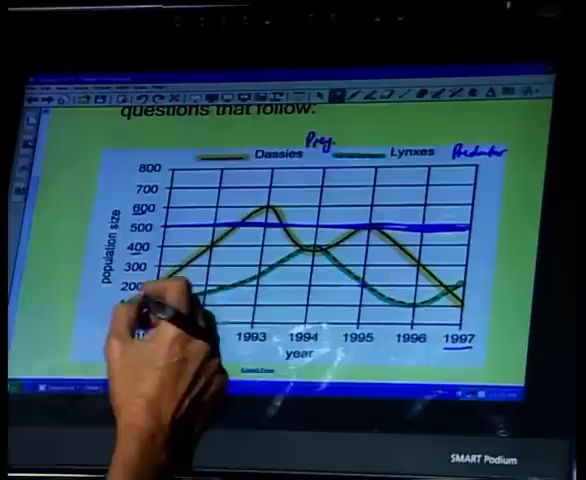 questions that follow:
Prey.
Dassies
Lynxes
Predator
800
700
600
500
400
300
200
population size
1993 1994 1995 1996 1997
year
SMART Podium